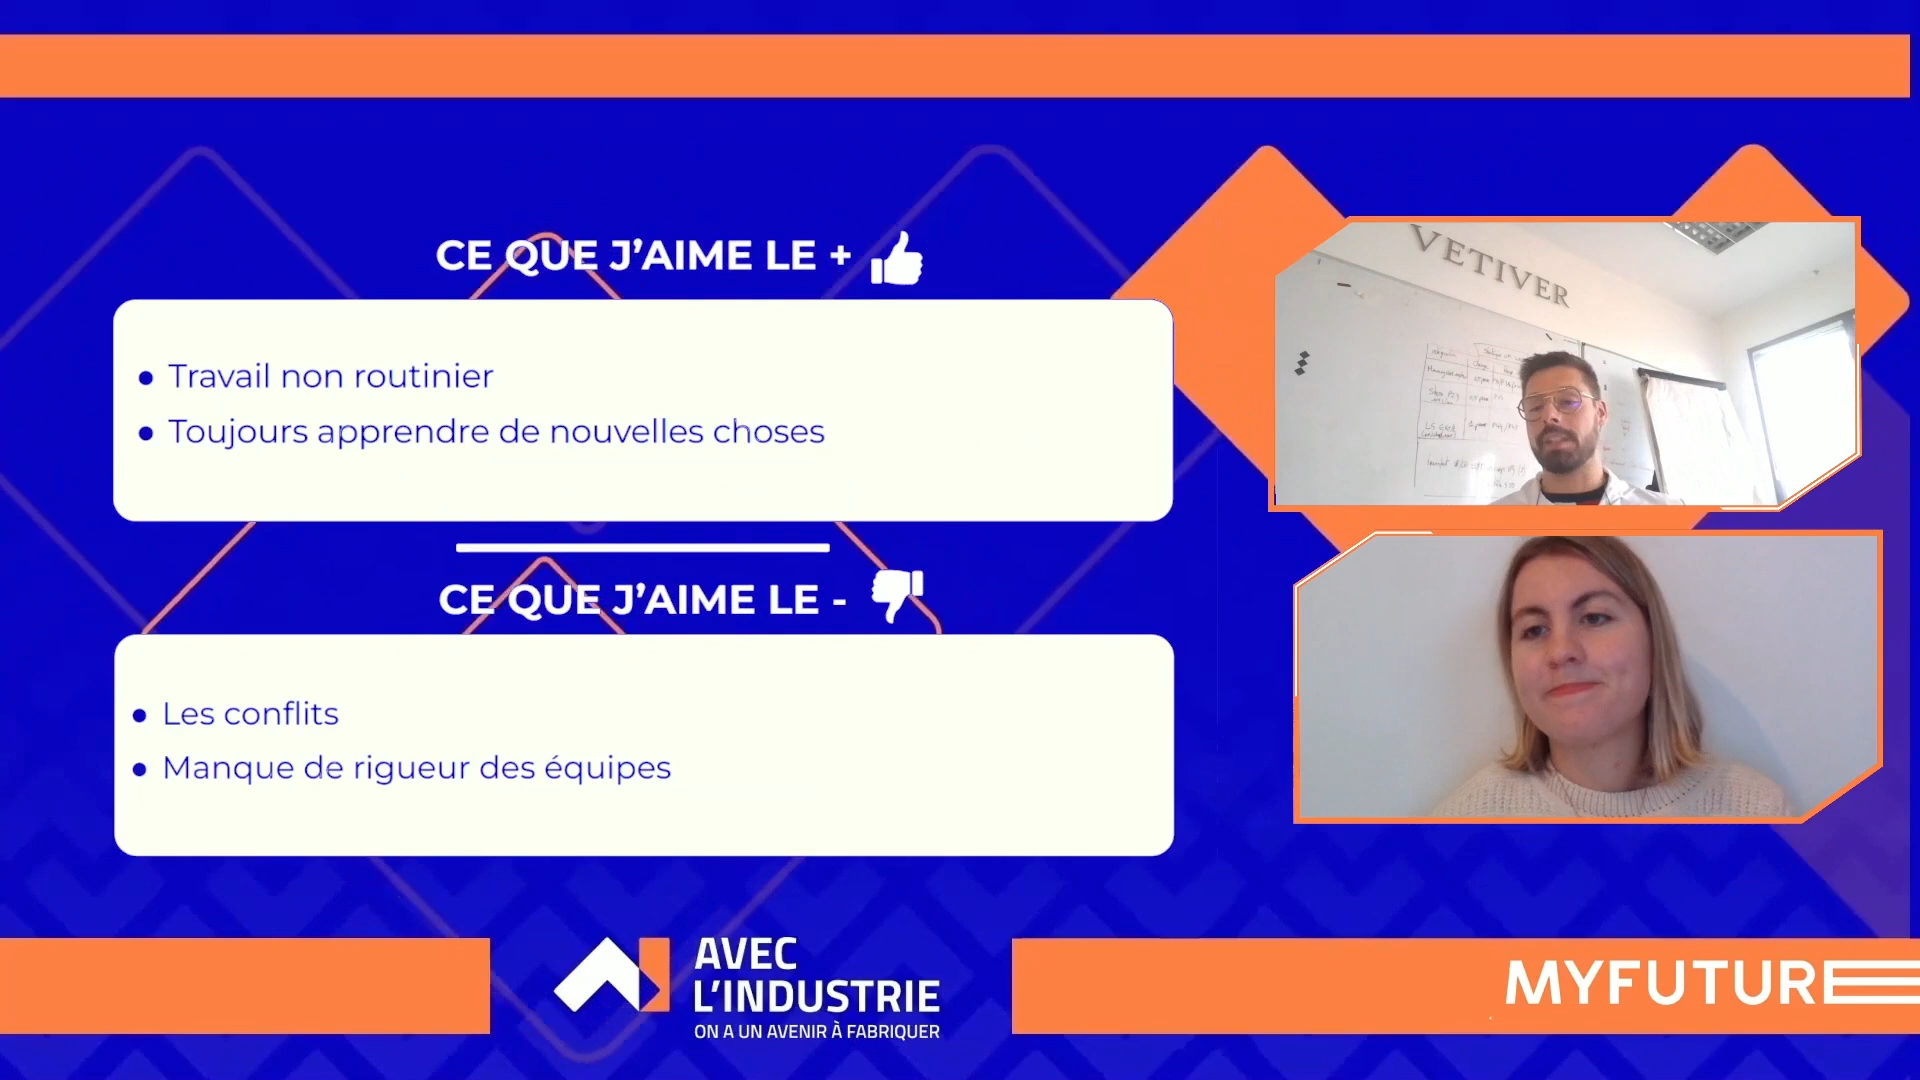 CE QUE J'AIME LE +
• Travail non routinier
• Toujours apprendre de nouvelles choses
CE QUE J'AIME LE -
• Les conflits
• Manque de rigueur des équipes
VETIVER
AVEC
L'INDUSTRIE
ON A UN AVENIR À FABRIQUER
MYFUTURE